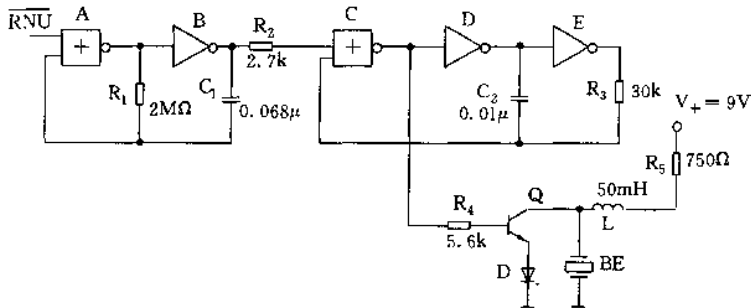 RNU
A
B
R2
2.7k
C
D
E
R1
2MΩ
C1
0.068μ
C2
0.01μ
R3
30k
V+ = 9V
R5
750Ω
50mH
L
R4
5.6k
Q
D
BE